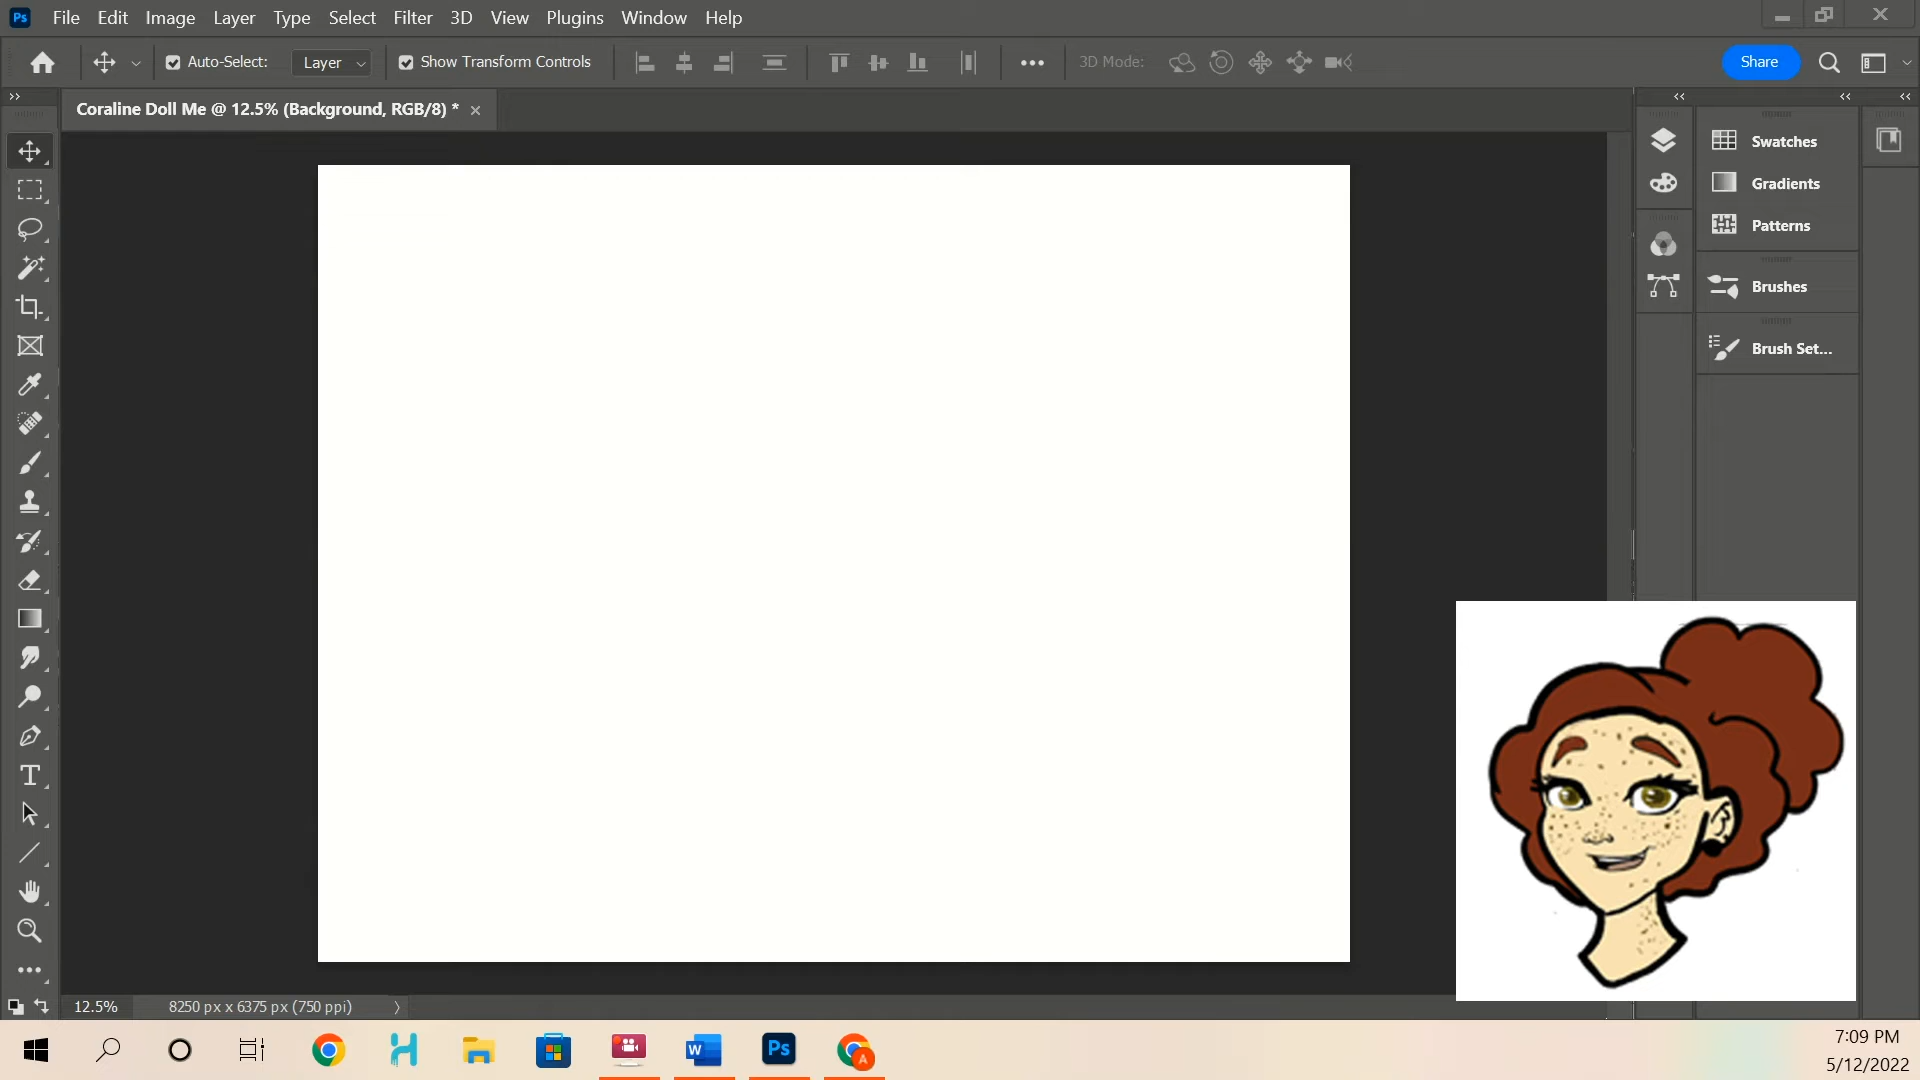 Ps File Edit Image Layer Type Select Filter 3D View Plugins Window Help
Auto-Select: Layer Show Transform Controls 3D Mode: Share
Coraline Doll Me @ 12.5% (Background, RGB/8) *
Swatches
Gradients
Patterns
Brushes
Brush Set...
12.5% 8250 px x 6375 px (750 ppi)
W Ps A
7:09 PM
5/12/2022